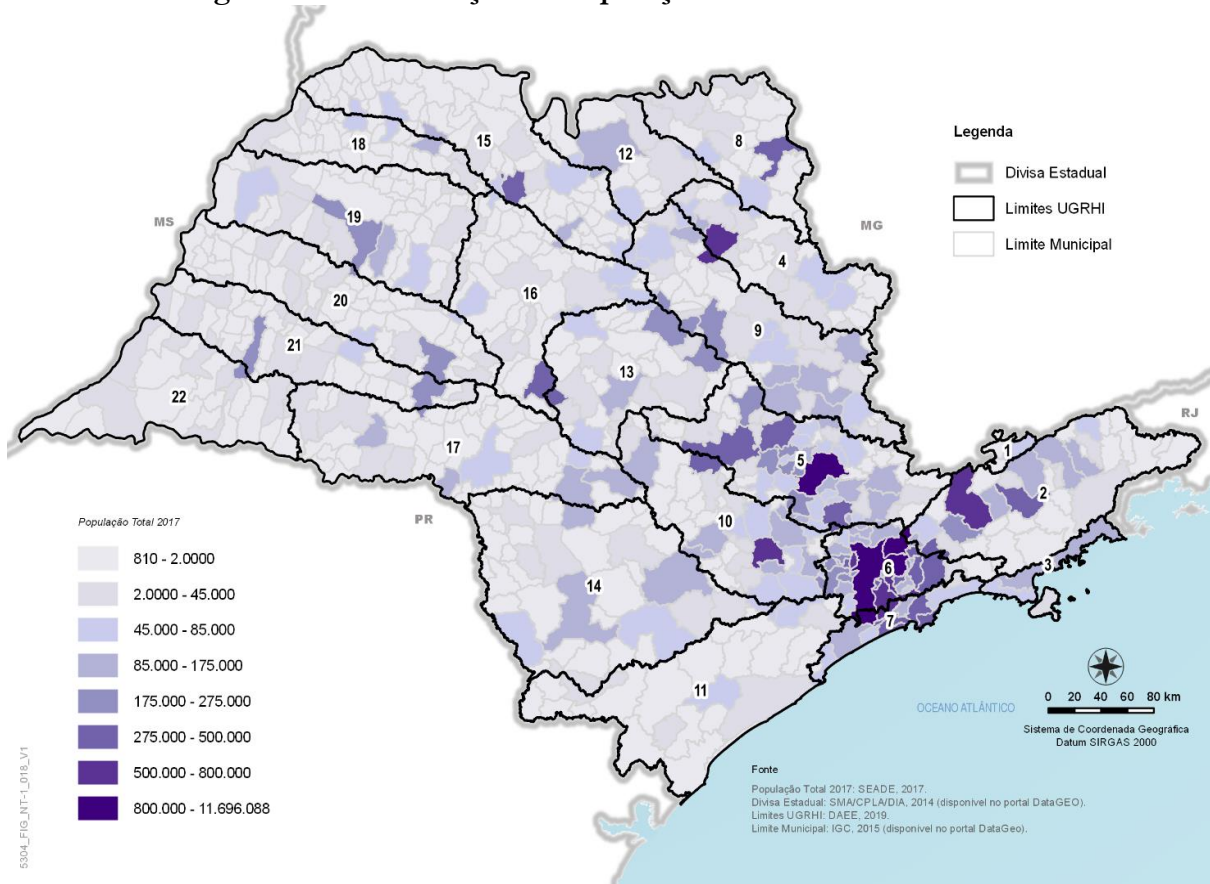 Legenda
Divisa Estadual
Limites UGRHI
Limite Municipal
MS
MG
RJ
PR
15
18
12
8
19
4
16
20
9
21
13
22
17
5
1
2
10
6
3
14
7
11
População Total 2017
810 - 2.0000
2.0000 - 45.000
45.000 - 85.000
85.000 - 175.000
175.000 - 275.000
275.000 - 500.000
500.000 - 800.000
800.000 - 11.696.088
OCEANO ATLÂNTICO
0 20 40 60 80 km
Sistema de Coordenada Geográfica
Datum SIRGAS 2000
Fonte
População Total 2017: SEADE, 2017.
Divisa Estadual: SMA/CPLA/DIA, 2014 (disponível no portal DataGEO).
Limites UGRHI: DAEE, 2019.
Limite Municipal: IGC, 2015 (disponível no portal DataGeo).
5304_FIG_NT-1_018_V1